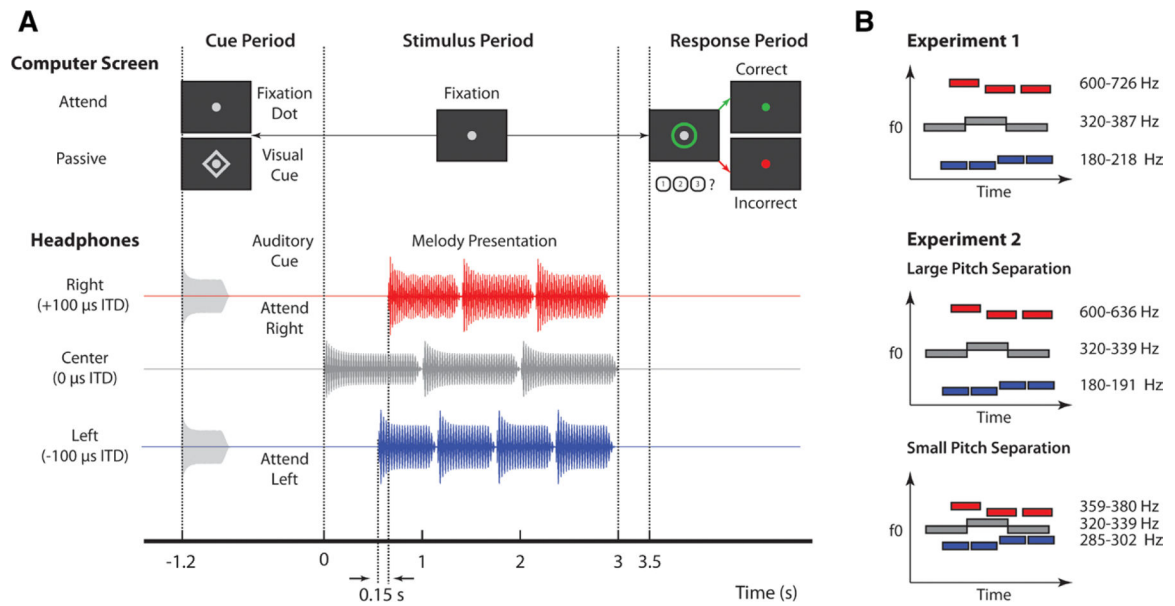 A
Cue Period
Stimulus Period
Response Period
Computer Screen
Correct
Attend
Fixation
Dot
Fixation
Passive
Visual
Cue
1 2 3 ?
Incorrect
Headphones
Auditory
Cue
Melody Presentation
Right
(+100 µs ITD)
Attend
Right
Center
(0 µs ITD)
Left
(-100 µs ITD)
Attend
Left
-1.2
0
1
2
3
3.5
0.15 s
Time (s)
B
Experiment 1
600-726 Hz
f0
320-387 Hz
180-218 Hz
Time
Experiment 2
Large Pitch Separation
600-636 Hz
f0
320-339 Hz
180-191 Hz
Time
Small Pitch Separation
359-380 Hz
f0
320-339 Hz
285-302 Hz
Time